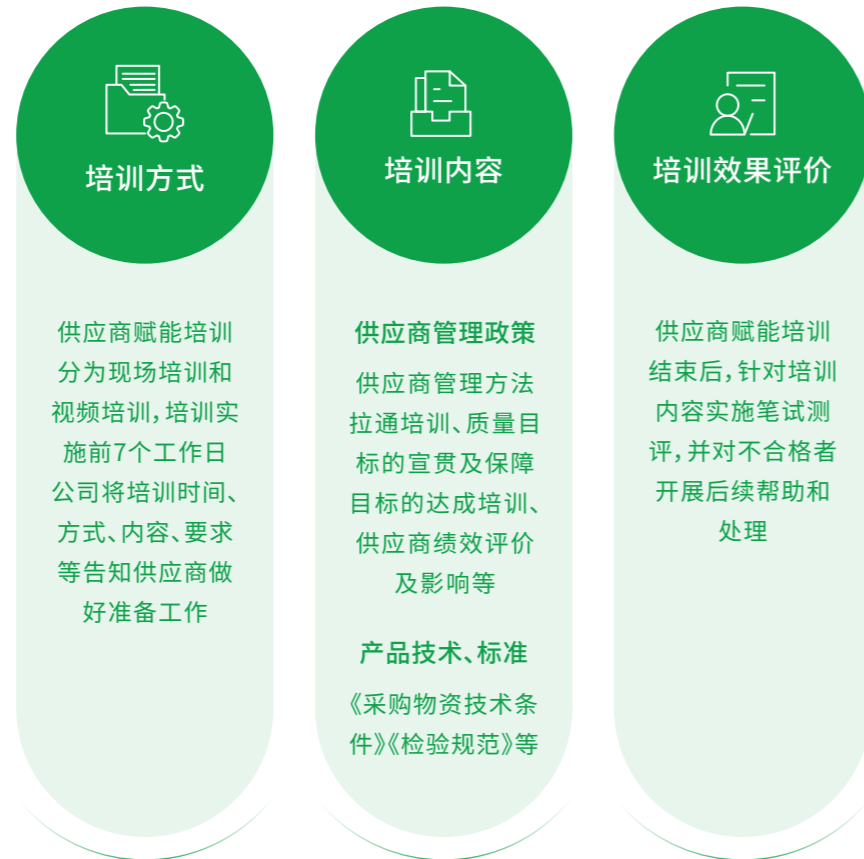 培训方式
供应商赋能培训
分为现场培训和
视频培训，培训实
施前7个工作日
公司将培训时间、
方式、内容、要求
等告知供应商做
好准备工作
培训内容
供应商管理政策
供应商管理方法
拉通培训、质量目
标的宣贯及保障
目标的达成培训、
供应商绩效评价
及影响等
产品技术、标准
《采购物资技术条
件》《检验规范》等
培训效果评价
供应商赋能培训
结束后，针对培训
内容实施笔试测
评，并对不合格者
开展后续帮助和
处理